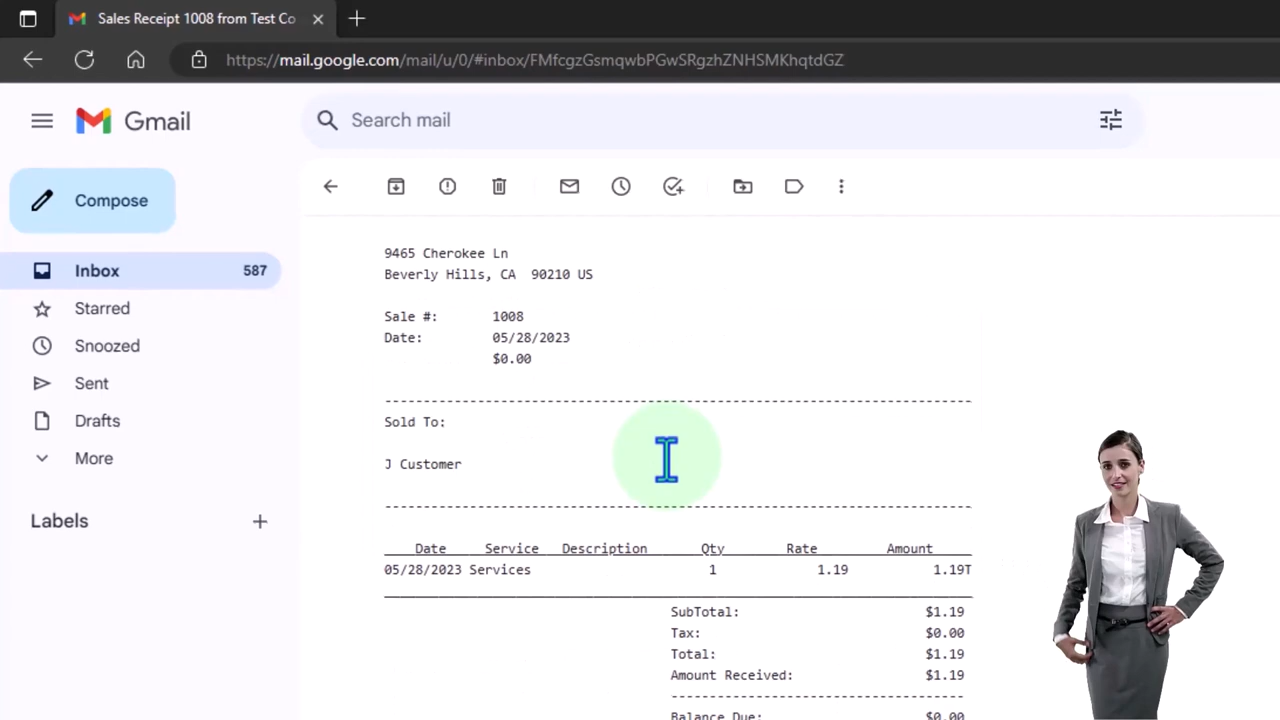 Sales Receipt 1008 from Test Co
https://mail.google.com/mail/u/0/#inbox/FMfcgzGsmqwbPGwSRgzhZNHSMKhqtdGZ
Gmail
Search mail
Compose
Inbox 587
Starred
Snoozed
Sent
Drafts
More
Labels
9465 Cherokee Ln
Beverly Hills, CA 90210 US
Sale #: 1008
Date: 05/28/2023
$0.00
Sold To:
J Customer
Date Service Description Qty Rate Amount
05/28/2023 Services 1 1.19 1.19T
SubTotal: $1.19
Tax: $0.00
Total: $1.19
Amount Received: $1.19
Balance Due: $0.00